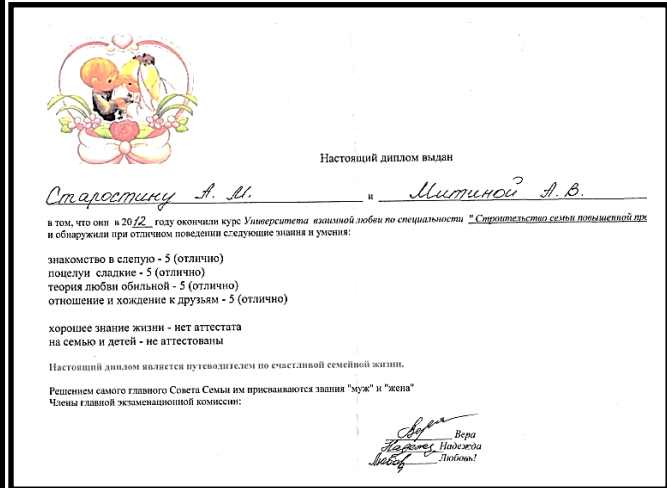 Настоящий диплом выдан
Старостину А. И. и Митиной А. В.
в том, что они в 2012 году окончили курс Университета взаимной любви по специальности " Строительство семьи повышенной
и обнаружили при отличном поведении следующие знания и умения:
знакомство в слепую - 5 (отлично)
поцелуи сладкие - 5 (отлично)
теория любви обильной - 5 (отлично)
отношение и хождение к друзьям - 5 (отлично)
хорошее знание жизни - нет аттестата
на семью и детей - не аттестованы
Настоящий диплом является путеводителем по счастливой семейной жизни.
Решением самого главного Совета Семьи им присваиваются звания "муж" и "жена"
Члены главной экзаменационной комиссии:
Вера Вера
Надежд Надежда
Любов Любовь!